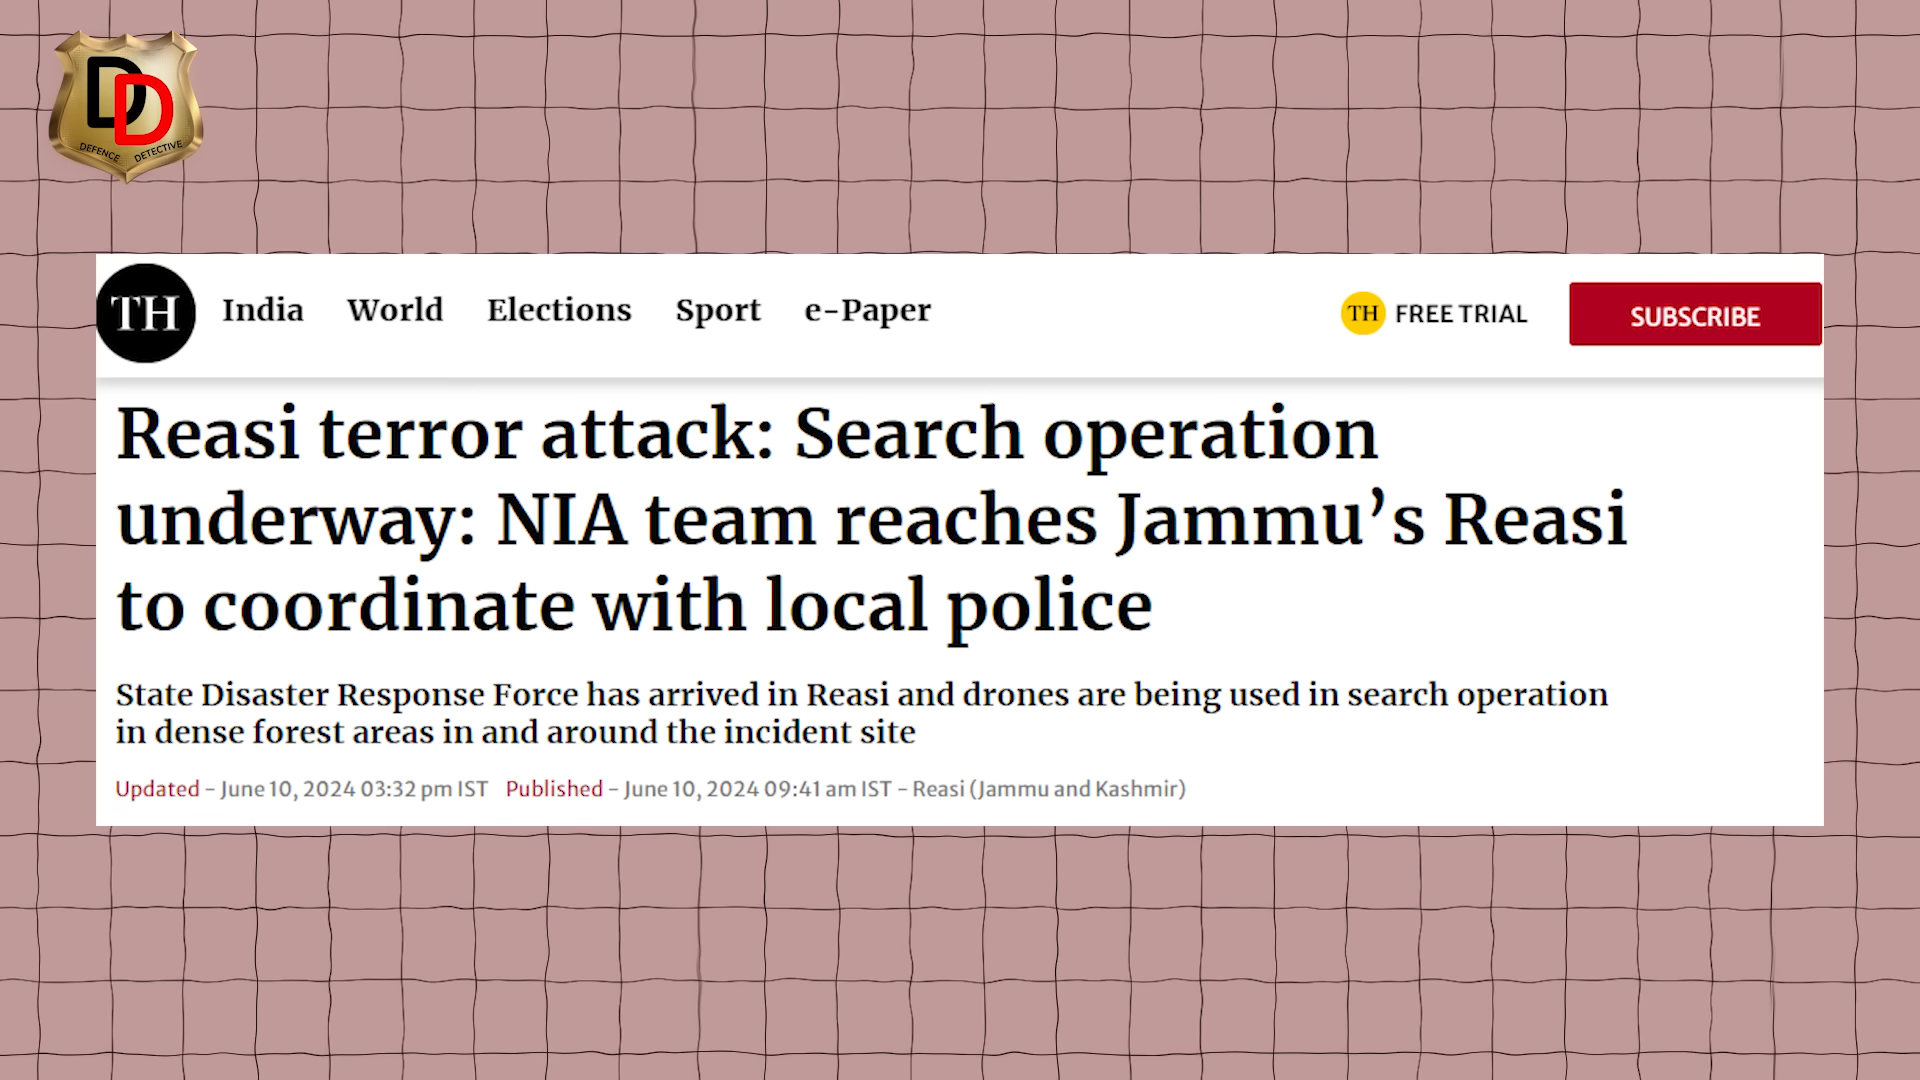 DD
DEFENCE DETECTIVE
TH India World Elections Sport e-Paper TH FREE TRIAL SUBSCRIBE
Reasi terror attack: Search operation
underway: NIA team reaches Jammu’s Reasi
to coordinate with local police
State Disaster Response Force has arrived in Reasi and drones are being used in search operation
in dense forest areas in and around the incident site
Updated - June 10, 2024 03:32 pm IST Published - June 10, 2024 09:41 am IST - Reasi (Jammu and Kashmir)